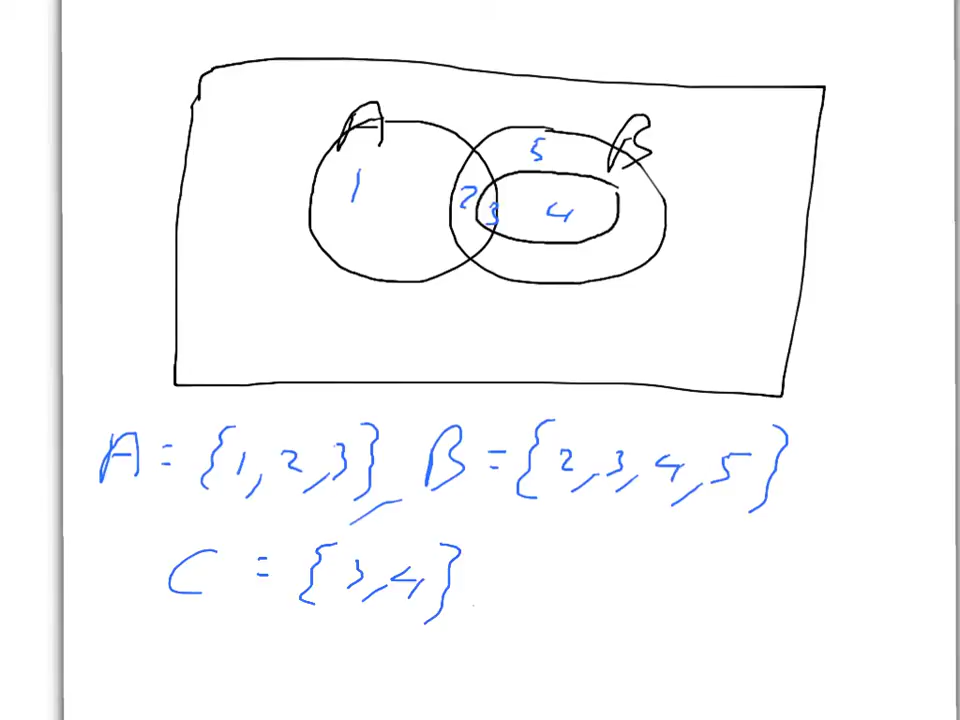 A B
5
1 2 3 4
A = {1, 2, 3}, B = {2, 3, 4, 5}
C = {3, 4}